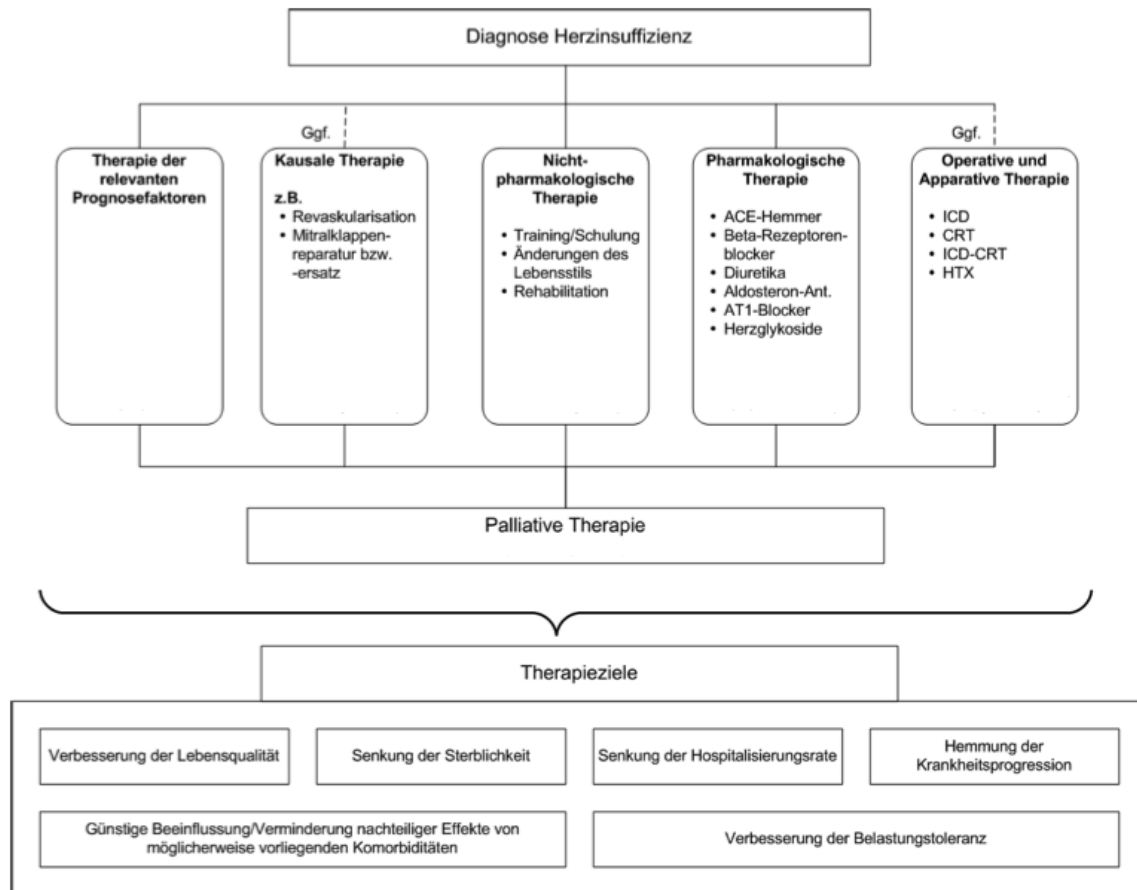 Diagnose Herzinsuffizienz
Ggf.
Ggf.
Therapie der
relevanten
Prognosefaktoren
Kausale Therapie
z.B.
• Revaskularisation
• Mitralklappen-
reparatur bzw.
-ersatz
Nicht-
pharmakologische
Therapie
• Training/Schulung
• Änderungen des
Lebensstils
• Rehabilitation
Pharmakologische
Therapie
• ACE-Hemmer
• Beta-Rezeptoren-
blocker
• Diuretika
• Aldosteron-Ant.
• AT1-Blocker
• Herzglykoside
Operative und
Apparative Therapie
• ICD
• CRT
• ICD-CRT
• HTX
Palliative Therapie
Therapieziele
Verbesserung der Lebensqualität
Senkung der Sterblichkeit
Senkung der Hospitalisierungsrate
Hemmung der
Krankheitsprogression
Günstige Beeinflussung/Verminderung nachteiliger Effekte von
möglicherweise vorliegenden Komorbiditäten
Verbesserung der Belastungstoleranz